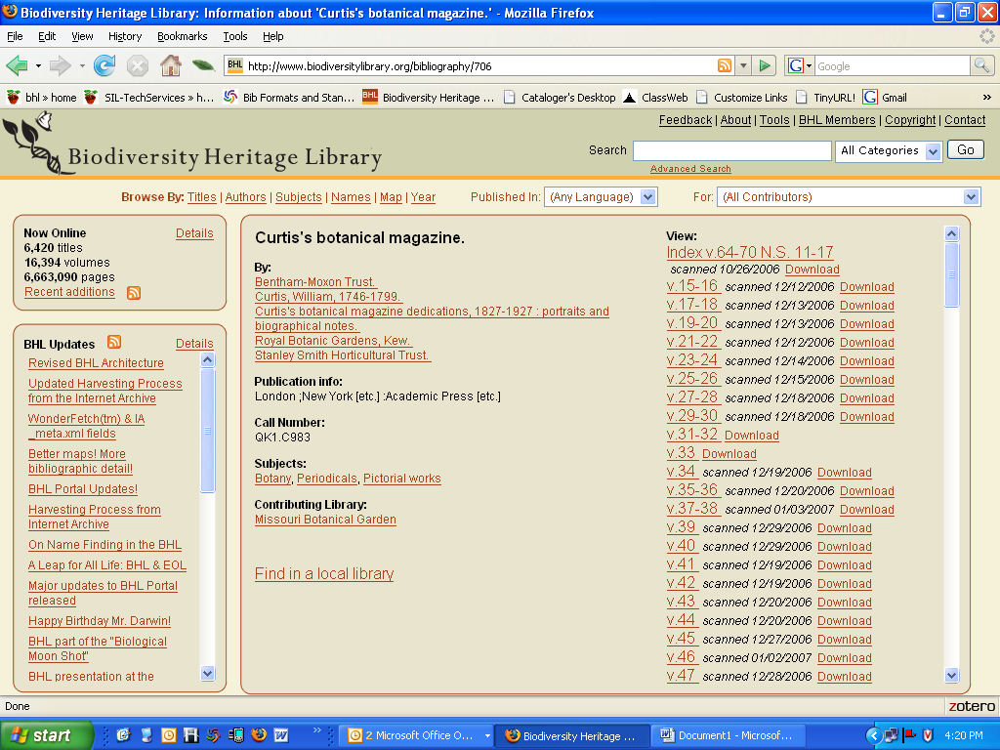 Biodiversity Heritage Library: Information about 'Curtis's botanical magazine.' - Mozilla Firefox
File Edit View History Bookmarks Tools Help
BHL http://www.biodiversitylibrary.org/bibliography/706 G Google
bhl » home SIL-TechServices » h... Bib Formats and Stan... BHL Biodiversity Heritage ... Cataloger's Desktop ClassWeb Customize Links TinyURL! G Gmail »
Feedback | About | Tools | BHL Members | Copyright | Contact
Biodiversity Heritage Library
Search All Categories Go
Advanced Search
Browse By: Titles | Authors | Subjects | Names | Map | Year Published In: (Any Language) For: (All Contributors)
Now Online Details
6,420 titles
16,394 volumes
6,663,090 pages
Recent additions
BHL Updates Details
Revised BHL Architecture
Updated Harvesting Process
from the Internet Archive
WonderFetch(tm) & IA
_meta.xml fields
Better maps! More
bibliographic detail!
BHL Portal Updates!
Harvesting Process from
Internet Archive
On Name Finding in the BHL
A Leap for All Life: BHL & EOL
Major updates to BHL Portal
released
Happy Birthday Mr. Darwin!
BHL part of the "Biological
Moon Shot"
BHL presentation at the
Curtis's botanical magazine.
By:
Bentham-Moxon Trust.
Curtis, William, 1746-1799.
Curtis's botanical magazine dedications, 1827-1927 : portraits and
biographical notes.
Royal Botanic Gardens, Kew.
Stanley Smith Horticultural Trust.
Publication info:
London ;New York [etc.] :Academic Press [etc.]
Call Number:
QK1.C983
Subjects:
Botany, Periodicals, Pictorial works
Contributing Library:
Missouri Botanical Garden
Find in a local library
View:
Index v.64-70 N.S. 11-17
scanned 10/26/2006 Download
v.15-16 scanned 12/12/2006 Download
v.17-18 scanned 12/13/2006 Download
v.19-20 scanned 12/13/2006 Download
v.21-22 scanned 12/12/2006 Download
v.23-24 scanned 12/14/2006 Download
v.25-26 scanned 12/15/2006 Download
v.27-28 scanned 12/18/2006 Download
v.29-30 scanned 12/18/2006 Download
v.31-32 Download
v.33 Download
v.34 scanned 12/19/2006 Download
v.35-36 scanned 12/20/2006 Download
v.37-38 scanned 01/03/2007 Download
v.39 scanned 12/29/2006 Download
v.40 scanned 12/29/2006 Download
v.41 scanned 12/19/2006 Download
v.42 scanned 12/19/2006 Download
v.43 scanned 12/20/2006 Download
v.44 scanned 12/20/2006 Download
v.45 scanned 12/27/2006 Download
v.46 scanned 01/02/2007 Download
v.47 scanned 12/28/2006 Download
Done zotero
start » 2 Microsoft Office O... Biodiversity Heritage ... Document1 - Microsof... 4:20 PM